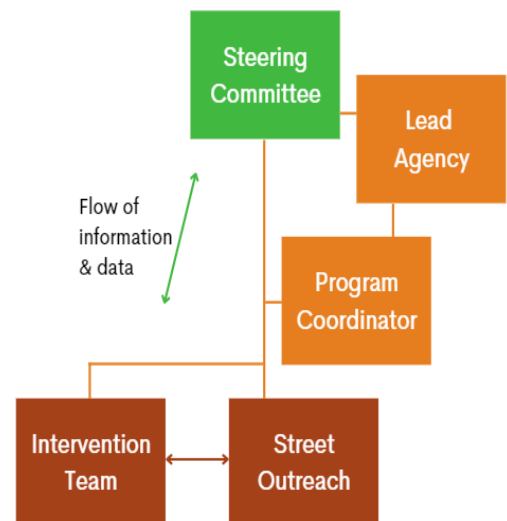 Steering
Committee
Lead
Agency
Flow of
information
& data
Program
Coordinator
Intervention
Team
Street
Outreach